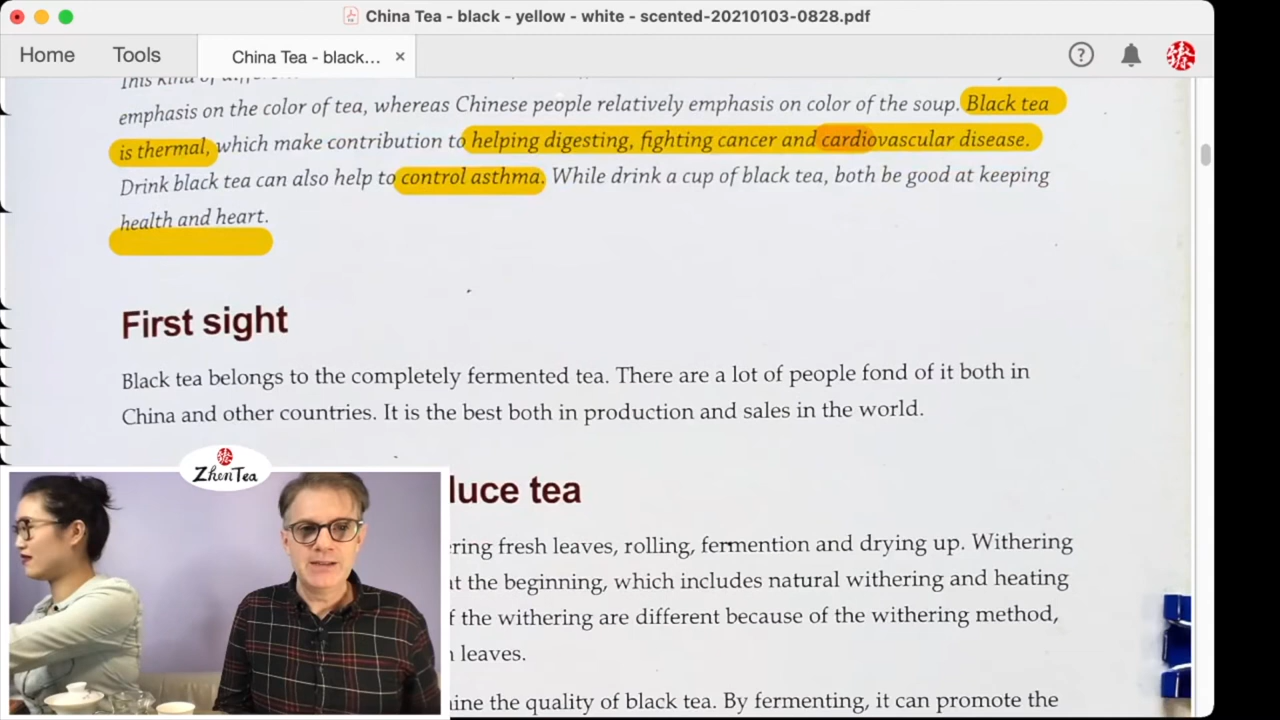 China Tea - black - yellow - white - scented-20210103-0828.pdf
Home Tools China Tea - black... ×
This kind of
emphasis on the color of tea, whereas Chinese people relatively emphasis on color of the soup. Black tea
is thermal, which make contribution to helping digesting, fighting cancer and cardiovascular disease.
Drink black tea can also help to control asthma. While drink a cup of black tea, both be good at keeping
health and heart.
First sight
Black tea belongs to the completely fermented tea. There are a lot of people fond of it both in
China and other countries. It is the best both in production and sales in the world.
ZhenTea
luce tea
ering fresh leaves, rolling, fermention and drying up. Withering
t the beginning, which includes natural withering and heating
f the withering are different because of the withering method,
leaves.
ine the quality of black tea. By fermenting, it can promote the